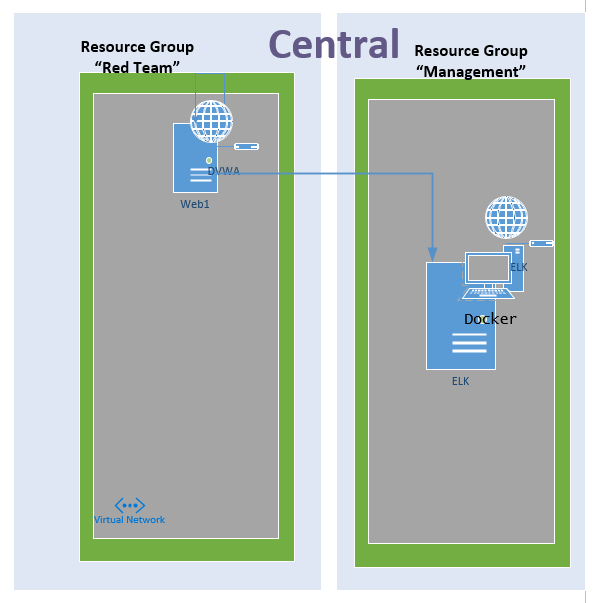 Central
Resource Group
“Red Team”
Resource Group
“Management”
DVWA
Web1
ELK
Docker
ELK
Virtual Network